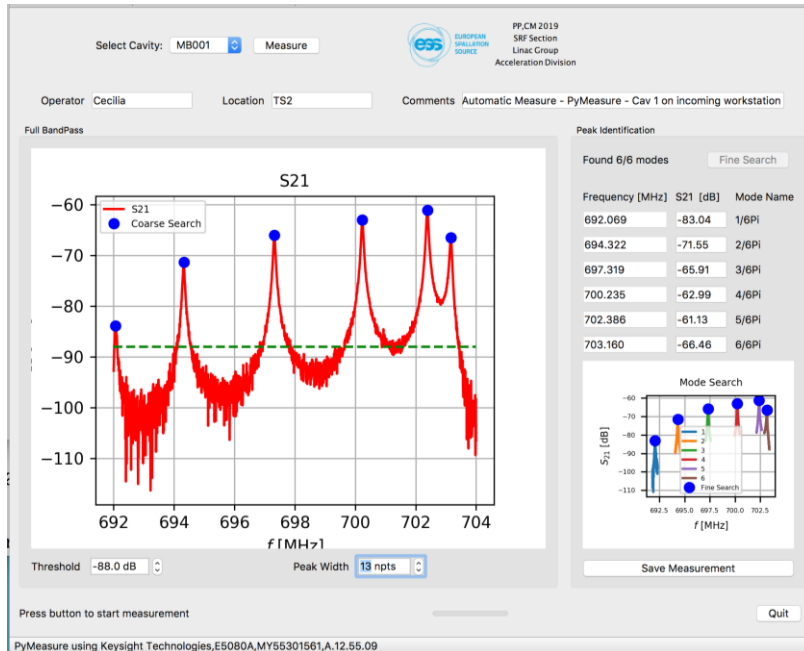 Select Cavity: MB001 Measure
ess EUROPEAN SPALLATION SOURCE
PP,CM 2019
SRF Section
Linac Group
Acceleration Division
Operator Cecilia Location TS2 Comments Automatic Measure - PyMeasure - Cav 1 on incoming workstation
Full BandPass
S21
S21
Coarse Search
−60
−70
−80
−90
−100
−110
692 694 696 698 700 702 704
f [MHz]
Threshold -88.0 dB Peak Width 13 npts
Peak Identification
Found 6/6 modes Fine Search
Frequency [MHz] S21 [dB] Mode Name
692.069 -83.04 1/6Pi
694.322 -71.55 2/6Pi
697.319 -65.91 3/6Pi
700.235 -62.99 4/6Pi
702.386 -61.13 5/6Pi
703.160 -66.46 6/6Pi
Mode Search
S21 [dB]
−60
−70
−80
−90
−100
−110
1
2
3
4
5
6
Fine Search
692.5 695.0 697.5 700.0 702.5
f [MHz]
Save Measurement
Press button to start measurement Quit
PyMeasure using Keysight Technologies,E5080A,MY55301561,A.12.55.09